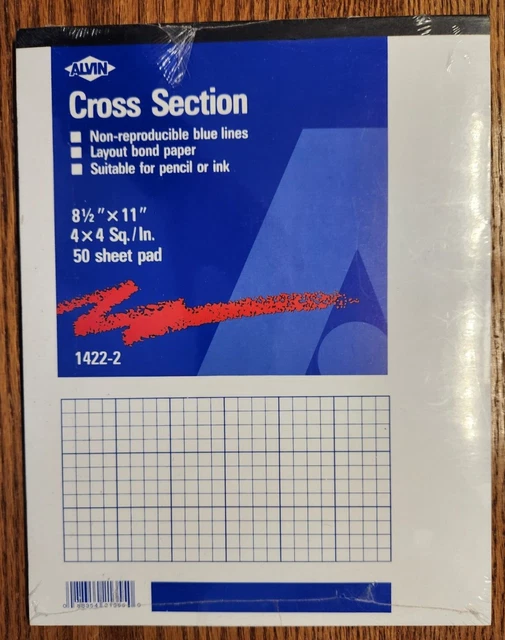 ALVIN
Cross Section
Non-reproducible blue lines
Layout bond paper
Suitable for pencil or ink
8½"×11"
4×4 Sq./In.
50 sheet pad
1422-2